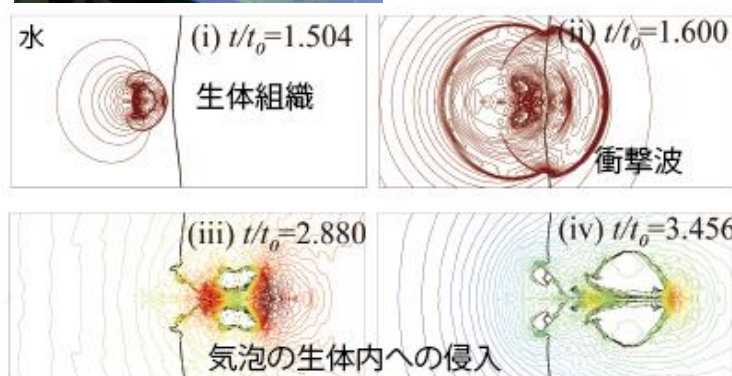 水
(i) t/t₀=1.504
生体組織
(ii) t/t₀=1.600
衝撃波
(iii) t/t₀=2.880
(iv) t/t₀=3.456
気泡の生体内への侵入